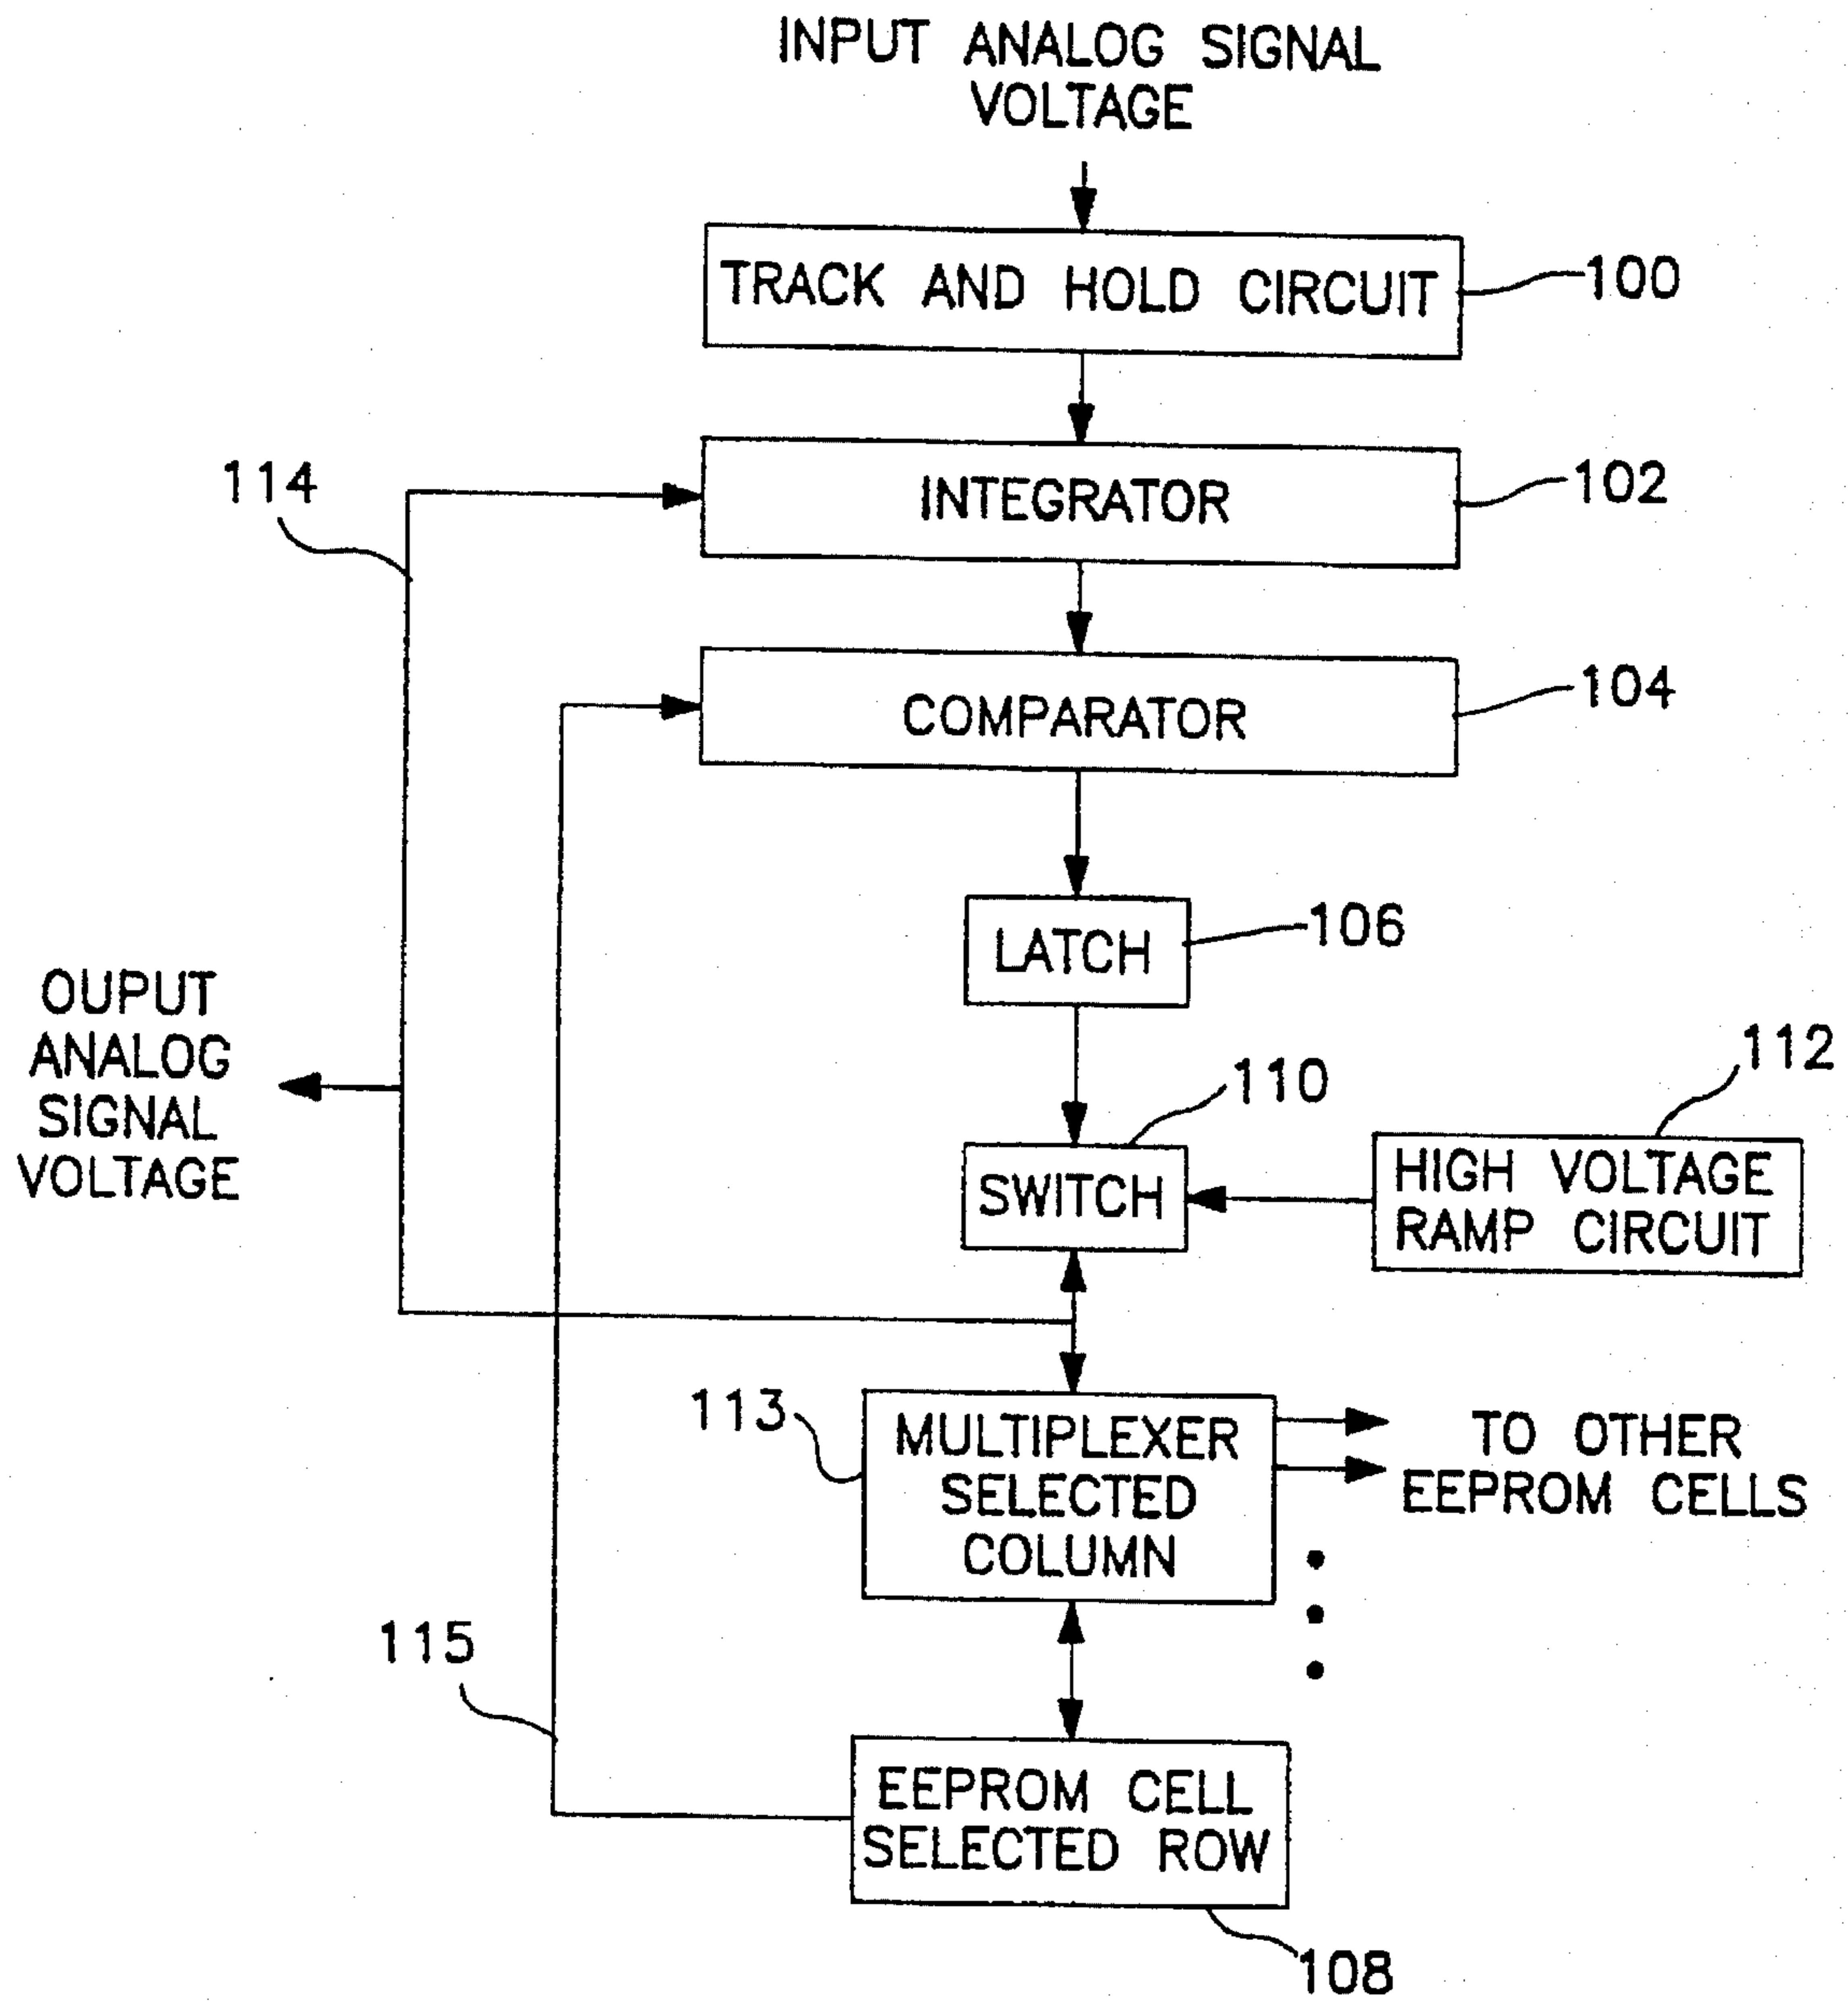 INPUT ANALOG SIGNAL
VOLTAGE
TRACK AND HOLD CIRCUIT
100
114
INTEGRATOR
102
COMPARATOR
104
LATCH
106
OUPUT
ANALOG
SIGNAL
VOLTAGE
110
112
SWITCH
HIGH VOLTAGE
RAMP CIRCUIT
113
MULTIPLEXER
SELECTED
COLUMN
TO OTHER
EEPROM CELLS
115
EEPROM CELL
SELECTED ROW
108